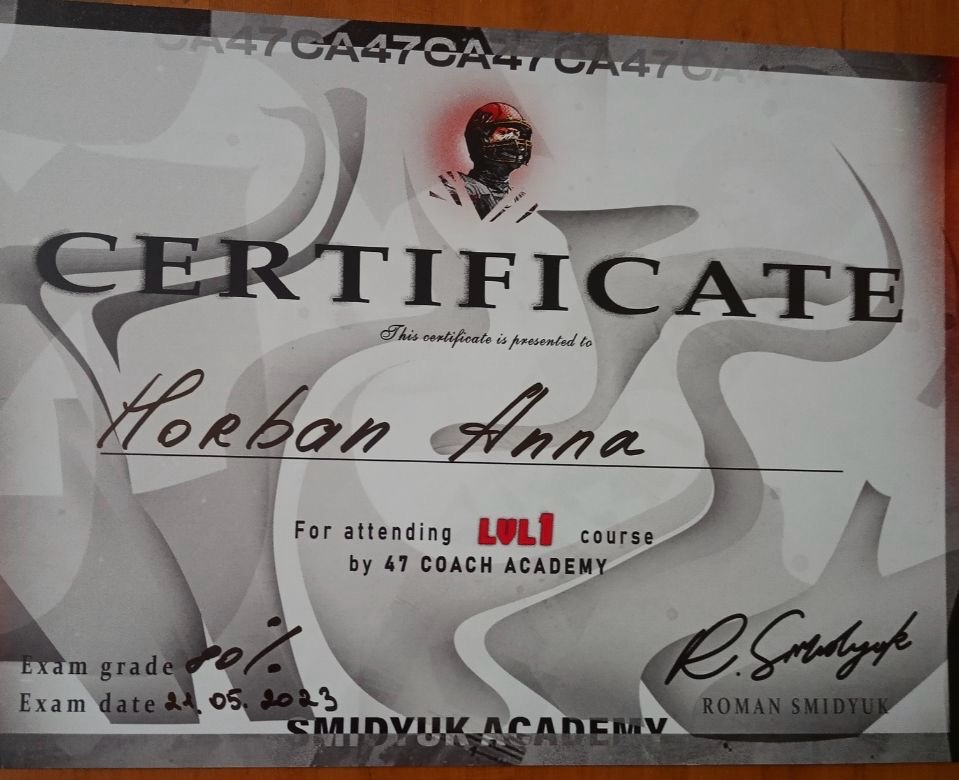 CA47CA47CA47CA47CA
CERTIFICATE
This certificate is presented to
Horban Anna
For attending LVL1 course
by 47 COACH ACADEMY
Exam grade 80%
Exam date 21.05.2023
R. Smidyuk
ROMAN SMIDYUK
SMIDYUK ACADEMY